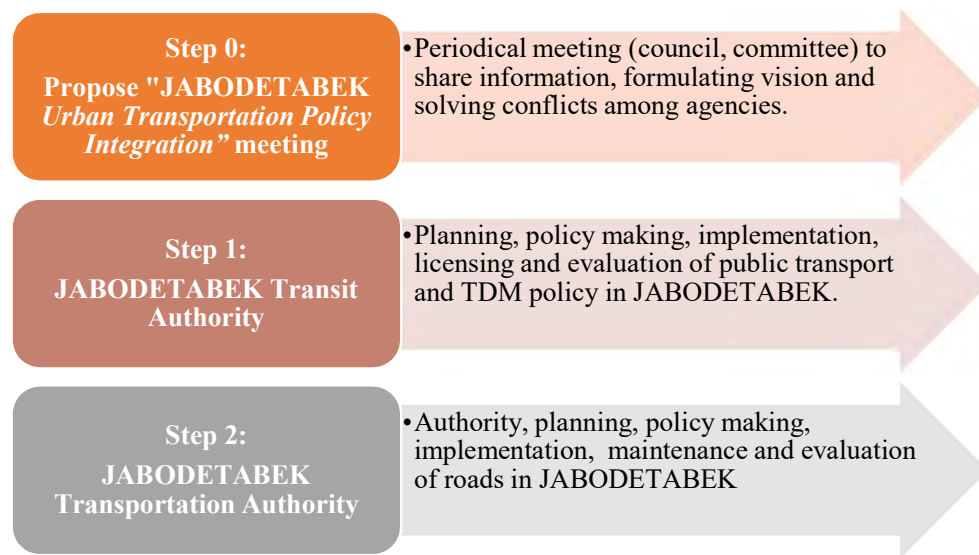 Step 0:
Propose "JABODETABEK
Urban Transportation Policy
Integration” meeting
•Periodical meeting (council, committee) to
share information, formulating vision and
solving conflicts among agencies.
Step 1:
JABODETABEK Transit
Authority
•Planning, policy making, implementation,
licensing and evaluation of public transport
and TDM policy in JABODETABEK.
Step 2:
JABODETABEK
Transportation Authority
•Authority, planning, policy making,
implementation, maintenance and evaluation
of roads in JABODETABEK